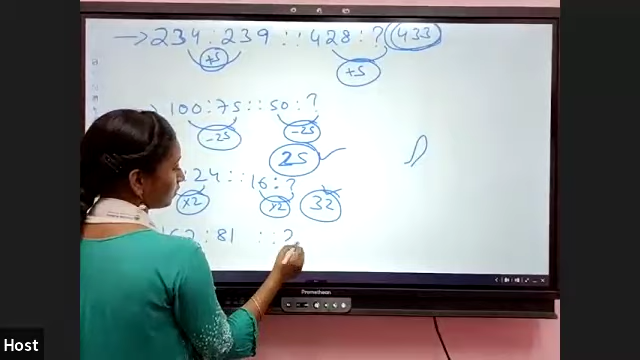 → 234 : 239 : : 428 : ? 433
+5 +5
100 : 75 : : 50 : ?
-25 -25
25
: 24 : : 16 : ?
×2 ×2 32
162 : 81 : : 2
Promethean
Host